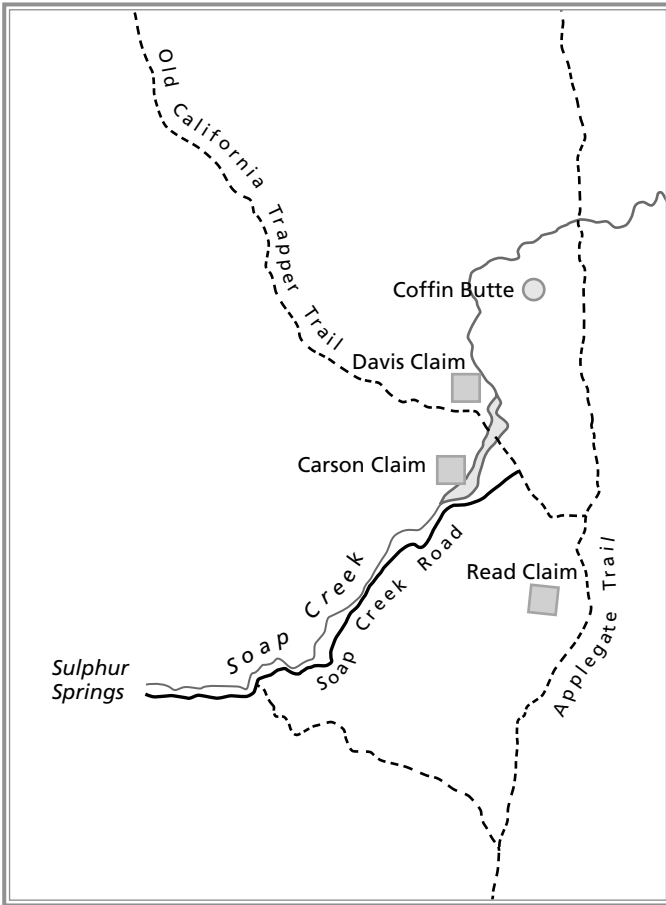 Old California Trapper Trail
Coffin Butte
Davis Claim
Carson Claim
Soap Creek
Soap Creek Road
Read Claim
Applegate Trail
Sulphur
Springs